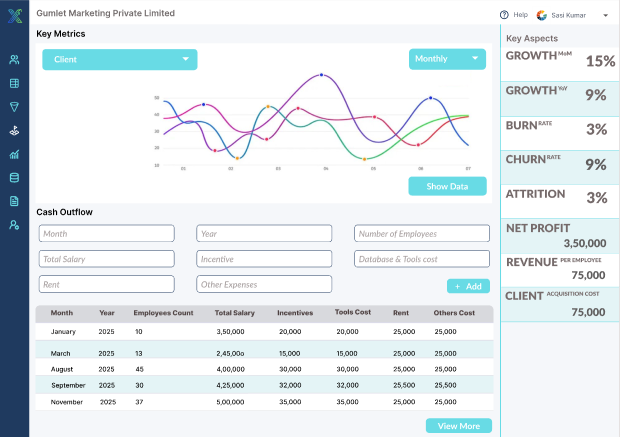 Gumlet Marketing Private Limited
? Help Sasi Kumar
Key Metrics
Client
Monthly
50
40
30
20
10
01 02 03 04 05 06 07
Show Data
Cash Outflow
Month Year Number of Employees
Total Salary Incentive Database & Tools cost
Rent Other Expenses
+ Add
Month Year Employees Count Total Salary Incentives Tools Cost Rent Others Cost
January 2025 10 3,50,000 20,000 20,000 25,000 25,000
March 2025 13 2,45,00o 15,000 15,000 25,000 25,000
August 2025 45 4,00,000 30,000 30,000 25,000 25,000
September 2025 30 4,25,000 32,000 32,000 25,500 25,500
November 2025 37 5,00,000 35,000 35,000 25,000 25,000
View More
Key Aspects
GROWTH MoM 15%
GROWTH YoY 9%
BURN RATE 3%
CHURN RATE 9%
ATTRITION 3%
NET PROFIT
3,50,000
REVENUE PER EMPLOYEE
75,000
CLIENT ACQUISITION COST
75,000